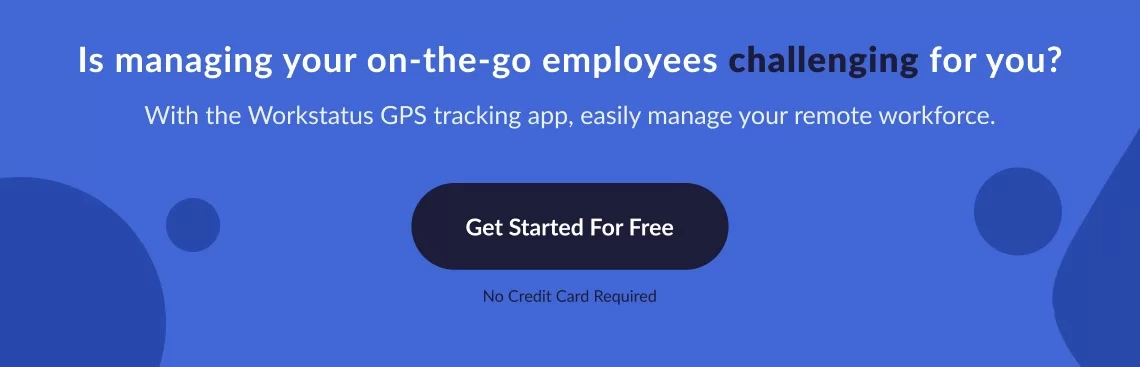 Is managing your on-the-go employees challenging for you?
With the Workstatus GPS tracking app, easily manage your remote workforce.
Get Started For Free
No Credit Card Required